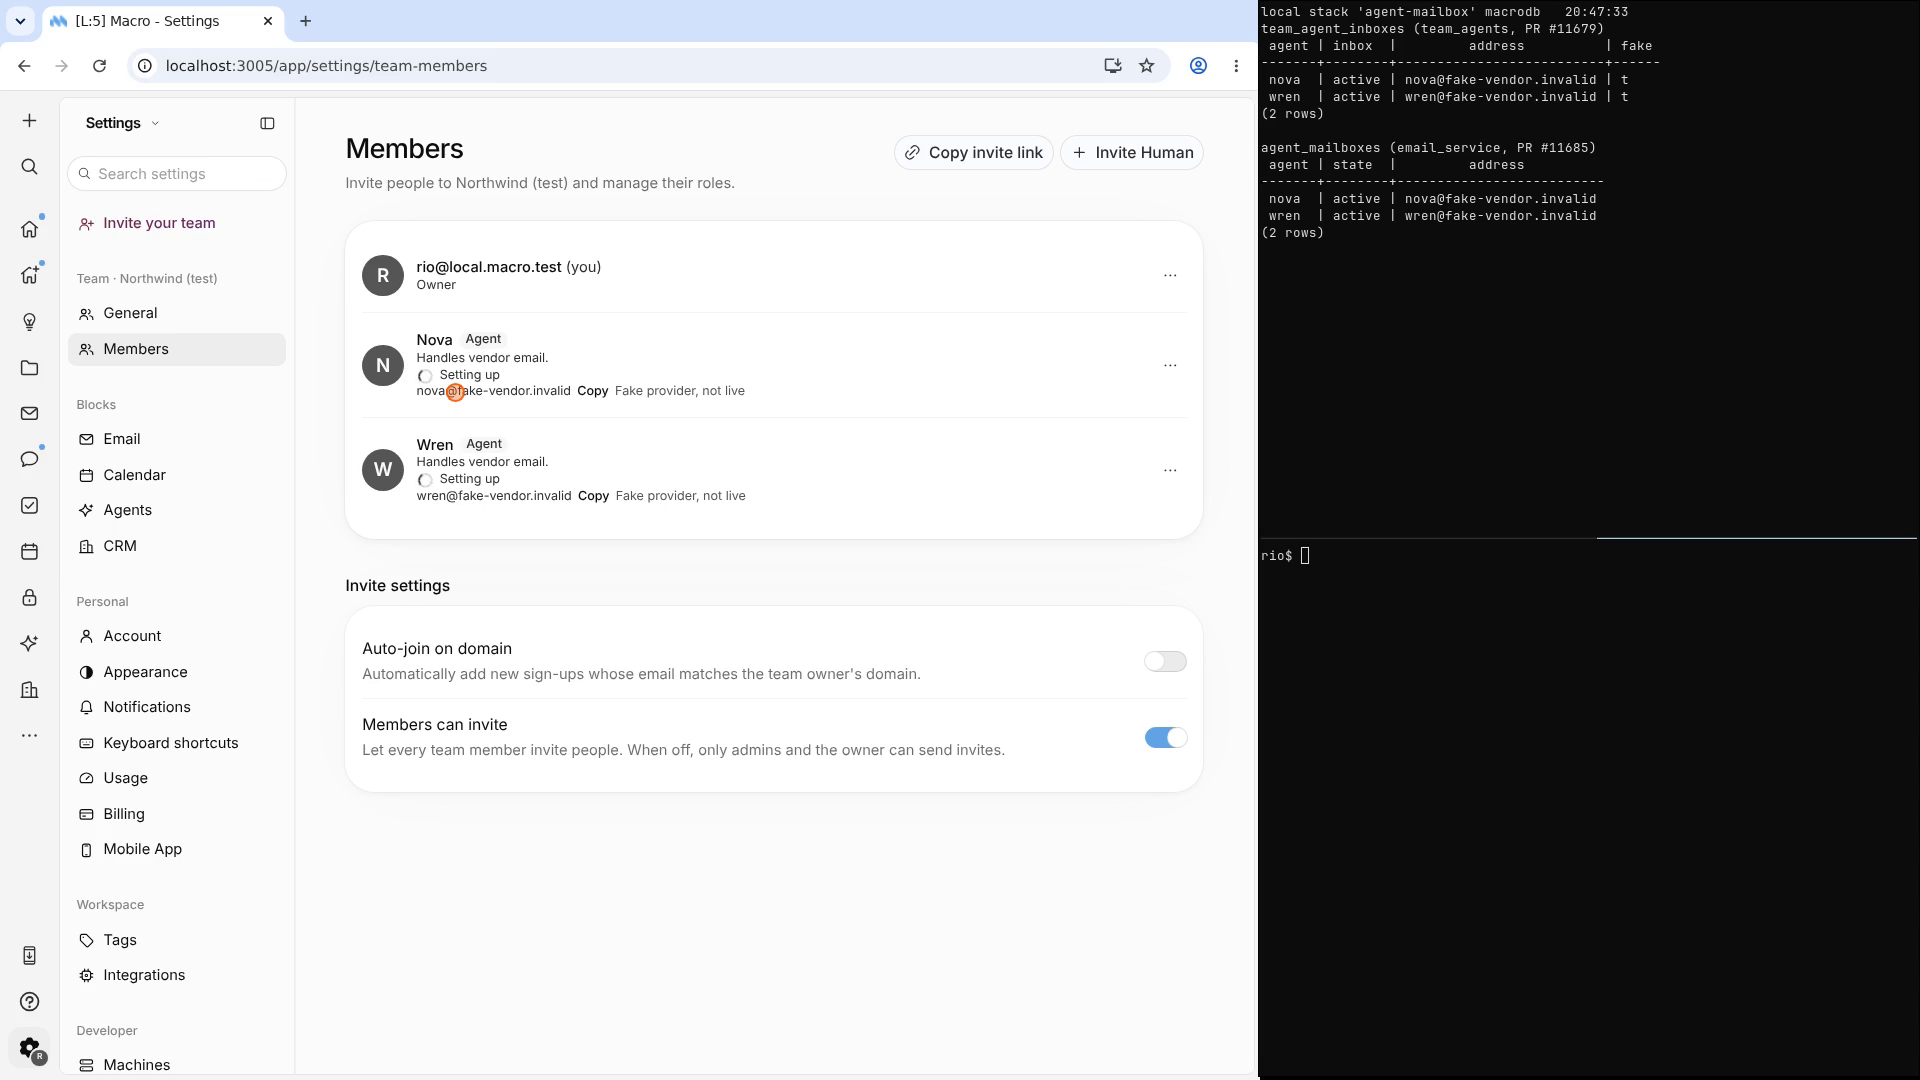 [L:5] Macro - Settings
localhost:3005/app/settings/team-members
Settings
Search settings
Invite your team
Team · Northwind (test)
General
Members
Blocks
Email
Calendar
Agents
CRM
Personal
Account
Appearance
Notifications
Keyboard shortcuts
Usage
Billing
Mobile App
Workspace
Tags
Integrations
Developer
Machines
R
Members
Copy invite link
Invite Human
Invite people to Northwind (test) and manage their roles.
R
rio@local.macro.test (you)
Owner
N
Nova Agent
Handles vendor email.
Setting up
nova@fake-vendor.invalid Copy Fake provider, not live
W
Wren Agent
Handles vendor email.
Setting up
wren@fake-vendor.invalid Copy Fake provider, not live
Invite settings
Auto-join on domain
Automatically add new sign-ups whose email matches the team owner's domain.
Members can invite
Let every team member invite people. When off, only admins and the owner can send invites.
local stack 'agent-mailbox' macrodb   20:47:33
team_agent_inboxes (team_agents, PR #11679)
 agent | inbox  |         address          | fake
-------+--------+--------------------------+------
 nova  | active | nova@fake-vendor.invalid | t
 wren  | active | wren@fake-vendor.invalid | t
(2 rows)
agent_mailboxes (email_service, PR #11685)
 agent | state  |         address
-------+--------+--------------------------
 nova  | active | nova@fake-vendor.invalid
 wren  | active | wren@fake-vendor.invalid
(2 rows)
rio$